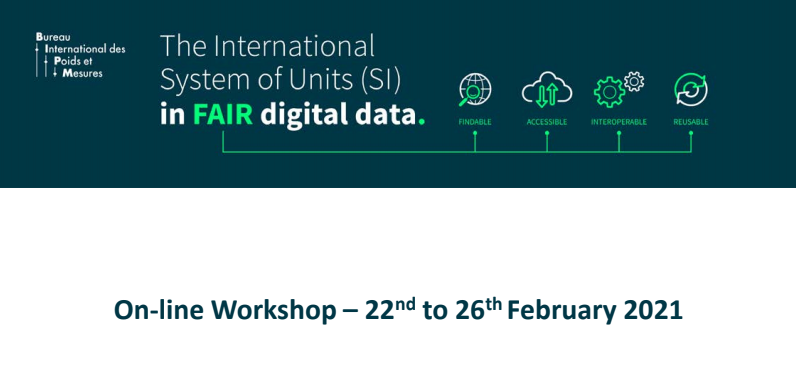 Bureau
International des
Poids et
Mesures
The International
System of Units (SI)
in FAIR digital data.
FINDABLE
ACCESSIBLE
INTEROPERABLE
REUSABLE
On-line Workshop – 22nd to 26th February 2021